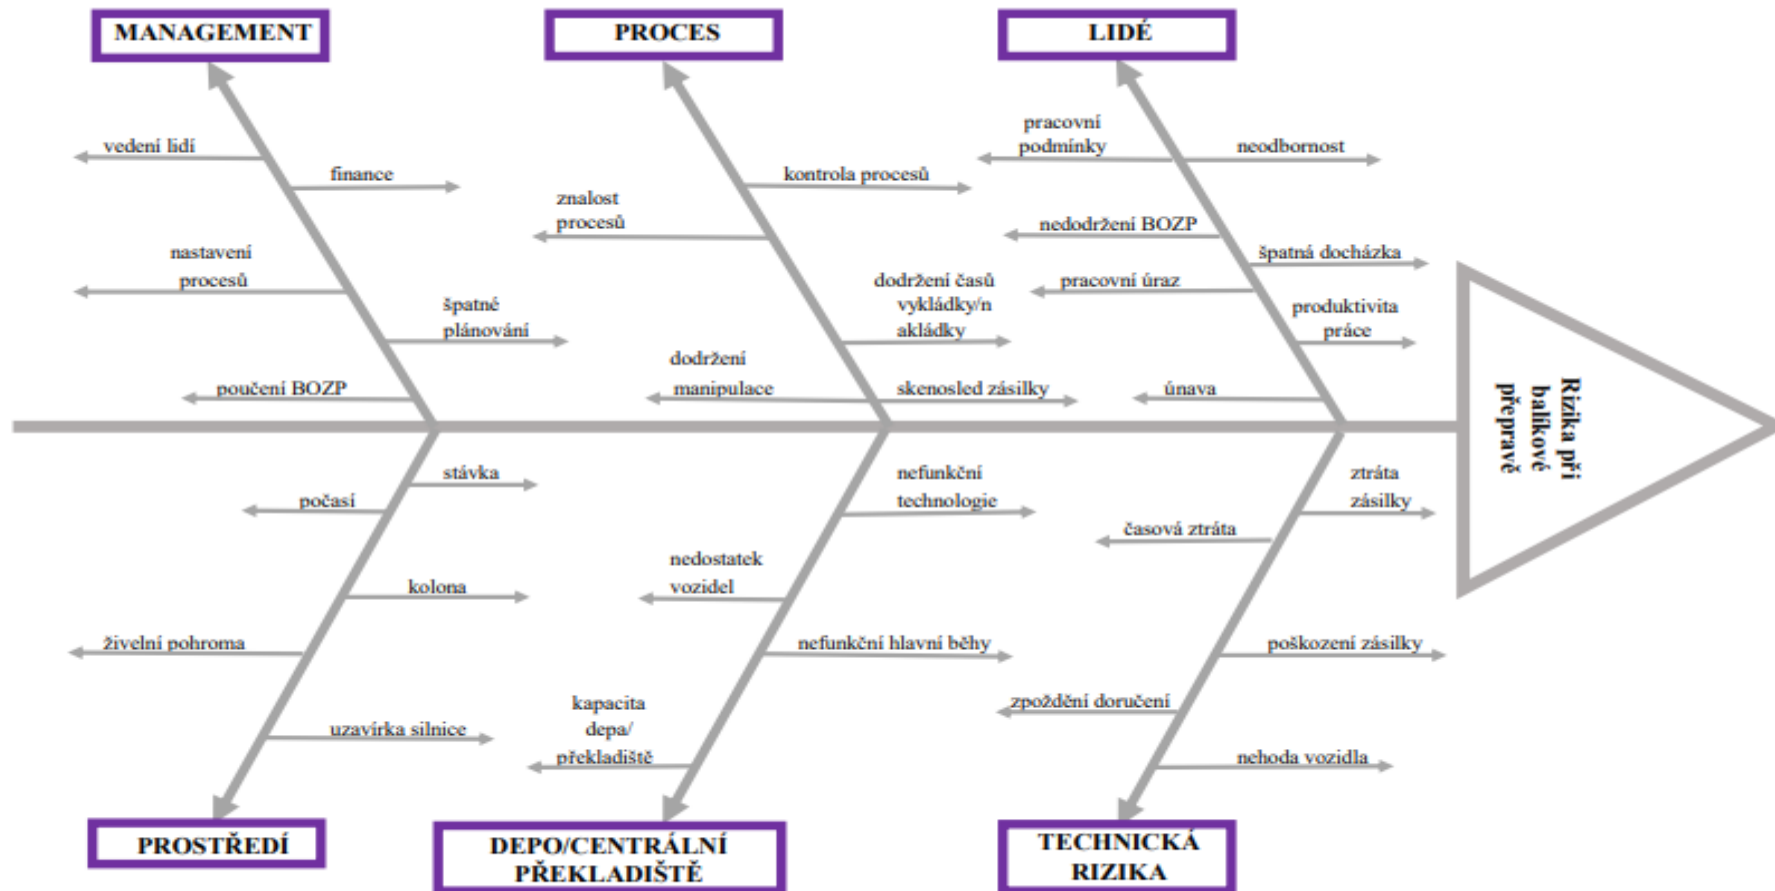 MANAGEMENT
PROCES
LIDÉ
vedení lidí
finance
nastavení
procesů
špatné
plánování
poučení BOZP
kontrola procesů
znalost
procesů
dodržení časů
vykládky/n
akládky
dodržení
manipulace
skenosled zásilky
pracovní
podmínky
neodbornost
nedodržení BOZP
špatná docházka
pracovní úraz
produktivita
práce
únava
Rizika při
balíkové
přepravě
stávka
počasí
kolona
živelní pohroma
uzavírka silnice
nefunkční
technologie
nedostatek
vozidel
nefunkční hlavní běhy
kapacita
depa/
překladiště
ztráta
zásilky
časová ztráta
poškození zásilky
zpoždění doručení
nehoda vozidla
PROSTŘEDÍ
DEPO/CENTRÁLNÍ
PŘEKLADIŠTĚ
TECHNICKÁ
RIZIKA